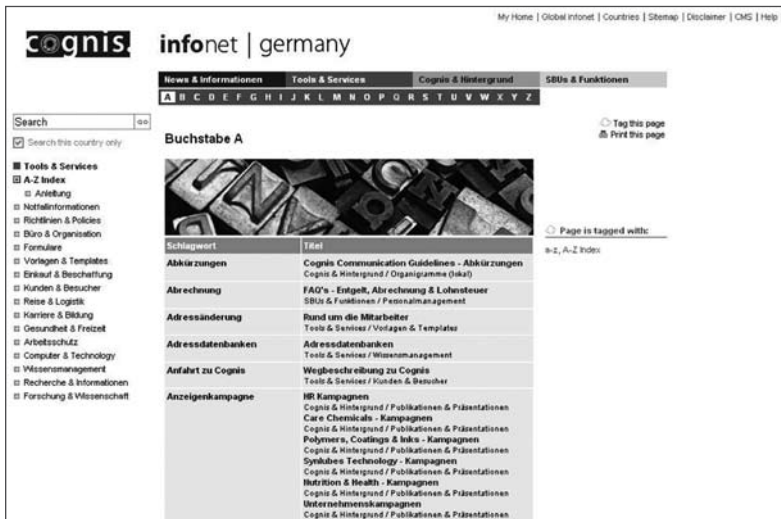 My Home | Global infonet | Countries | Sitemap | Disclaimer | CMS | Help
cognis
infonet | germany
News & Informationen Tools & Services Cognis & Hintergrund SBUs & Funktionen
A B C D E F G H I J K L M N O P Q R S T U V W X Y Z
Search GO
Search this country only
Tools & Services
A-Z Index
Anleitung
Notfallinformationen
Richtlinien & Policies
Büro & Organisation
Formulare
Vorlagen & Templates
Einkauf & Beschaffung
Kunden & Besucher
Reise & Logistik
Karriere & Bildung
Gesundheit & Freizeit
Arbeitsschutz
Computer & Technology
Wissensmanagement
Recherche & Informationen
Forschung & Wissenschaft
Buchstabe A
Schlagwort Titel
Abkürzungen Cognis Communication Guidelines - Abkürzungen
Cognis & Hintergrund / Organigramme (lokal)
Abrechnung FAQ's - Entgelt, Abrechnung & Lohnsteuer
SBUs & Funktionen / Personalmanagement
Adressänderung Rund um die Mitarbeiter
Tools & Services / Vorlagen & Templates
Adressdatenbanken Adressdatenbanken
Tools & Services / Wissensmanagement
Anfahrt zu Cognis Wegbeschreibung zu Cognis
Tools & Services / Kunden & Besucher
Anzeigenkampagne HR Kampagnen
Cognis & Hintergrund / Publikationen & Präsentationen
Care Chemicals - Kampagnen
Cognis & Hintergrund / Publikationen & Präsentationen
Polymers, Coatings & Inks - Kampagnen
Cognis & Hintergrund / Publikationen & Präsentationen
Synlubes Technology - Kampagnen
Cognis & Hintergrund / Publikationen & Präsentationen
Nutrition & Health - Kampagnen
Cognis & Hintergrund / Publikationen & Präsentationen
Unternehmenskampagnen
Cognis & Hintergrund / Publikationen & Präsentationen
Tag this page
Print this page
Page is tagged with:
a-z, A-Z Index